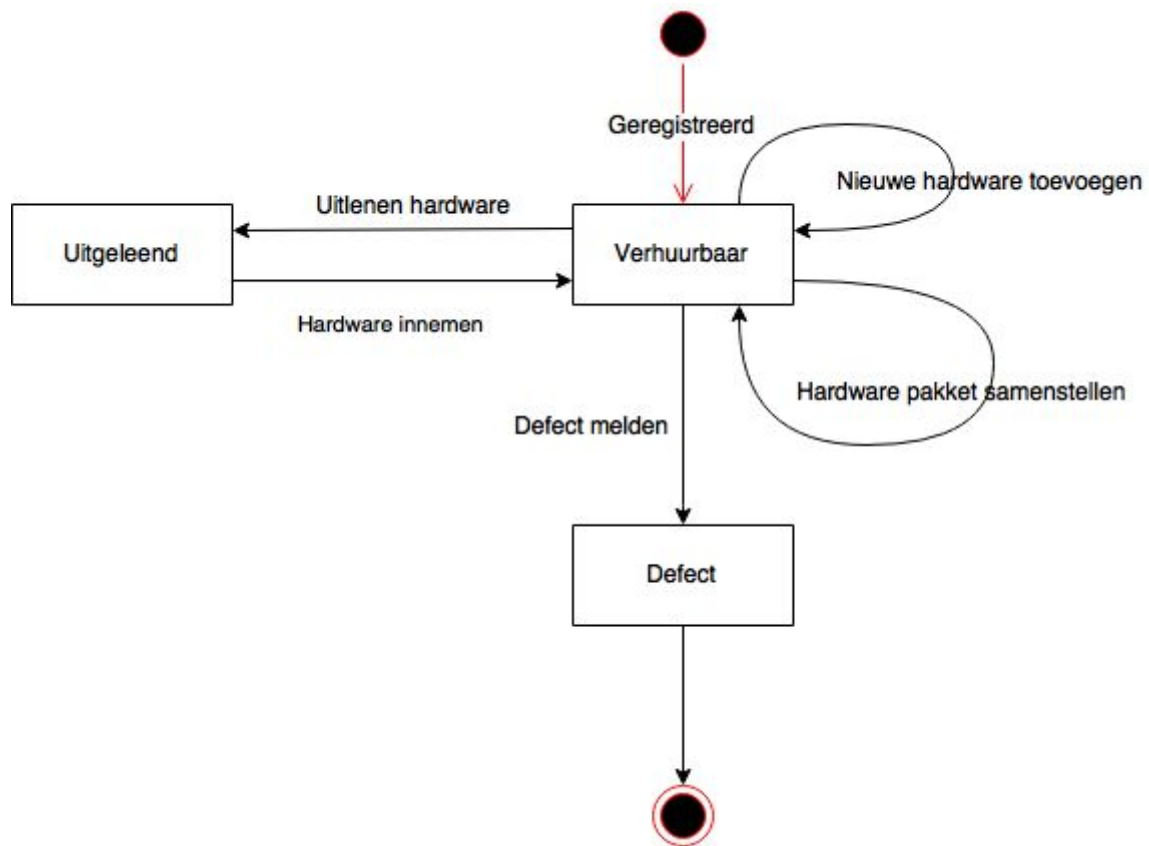 Geregistreerd
Nieuwe hardware toevoegen
Uitlenen hardware
Uitgeleend
Verhuurbaar
Hardware innemen
Hardware pakket samenstellen
Defect melden
Defect